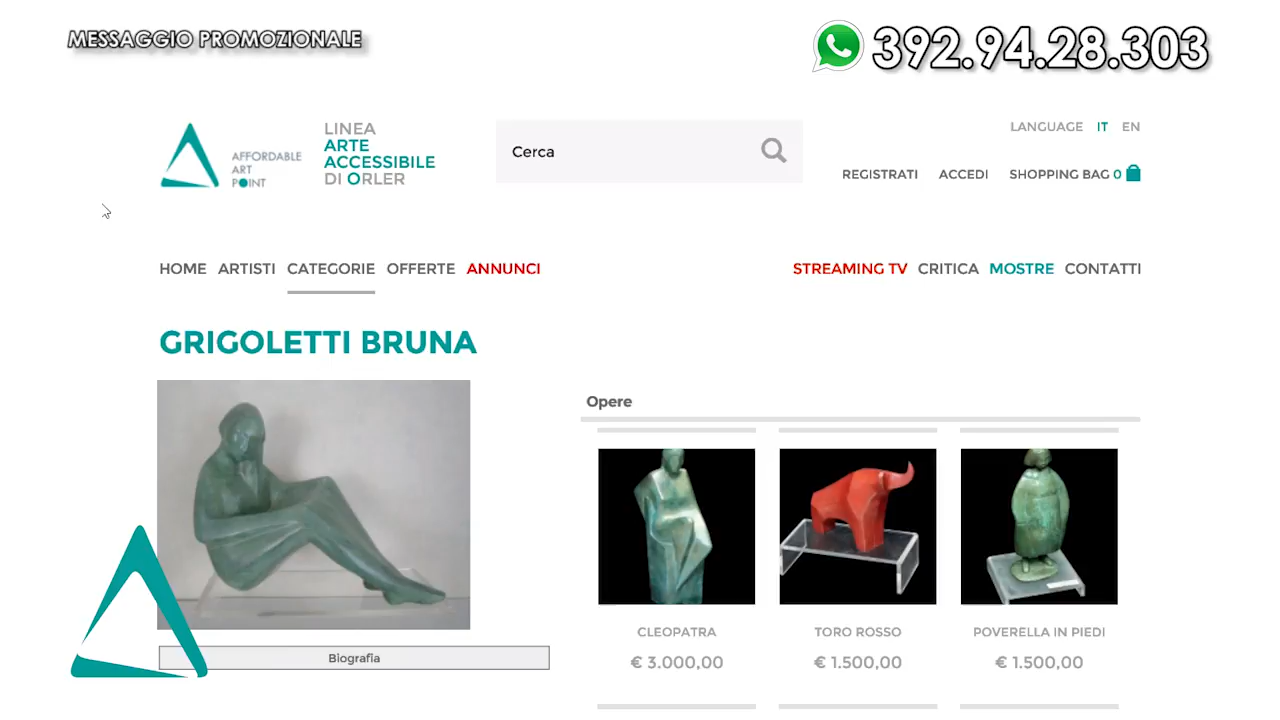 MESSAGGIO PROMOZIONALE
392.94.28.303
AFFORDABLE
ART
POINT
LINEA
ARTE
ACCESSIBILE
DI ORLER
Cerca
LANGUAGE IT EN
REGISTRATI ACCEDI SHOPPING BAG 0
HOME ARTISTI CATEGORIE OFFERTE ANNUNCI
STREAMING TV CRITICA MOSTRE CONTATTI
GRIGOLETTI BRUNA
Biografia
Opere
CLEOPATRA
€ 3.000,00
TORO ROSSO
€ 1.500,00
POVERELLA IN PIEDI
€ 1.500,00